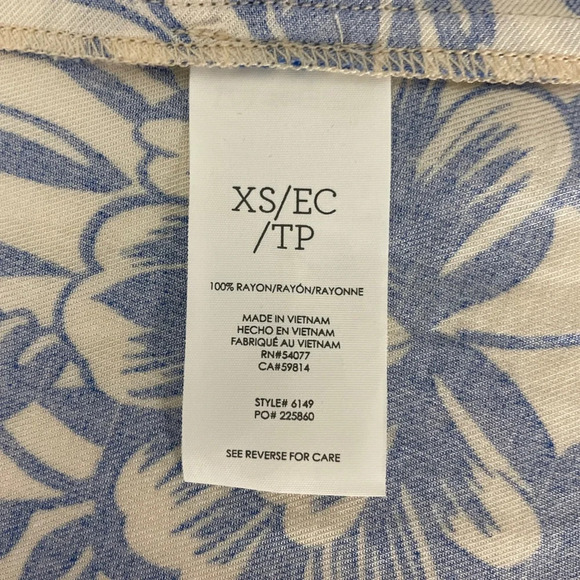 XS/EC
/TP
100% RAYON/RAYÓN/RAYONNE
MADE IN VIETNAM
HECHO EN VIETNAM
FABRIQUÉ AU VIETNAM
RN#54077
CA#59814
STYLE# 6149
PO# 225860
SEE REVERSE FOR CARE